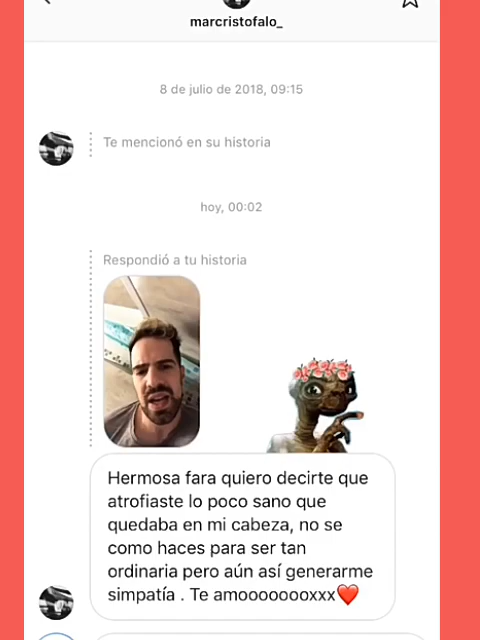 marcristofalo_
8 de julio de 2018, 09:15
Te mencionó en su historia
hoy, 00:02
Respondió a tu historia
Hermosa fara quiero decirte que
atrofiaste lo poco sano que
quedaba en mi cabeza, no se
como haces para ser tan
ordinaria pero aún así generarme
simpatía . Te amoooooooxxx❤️